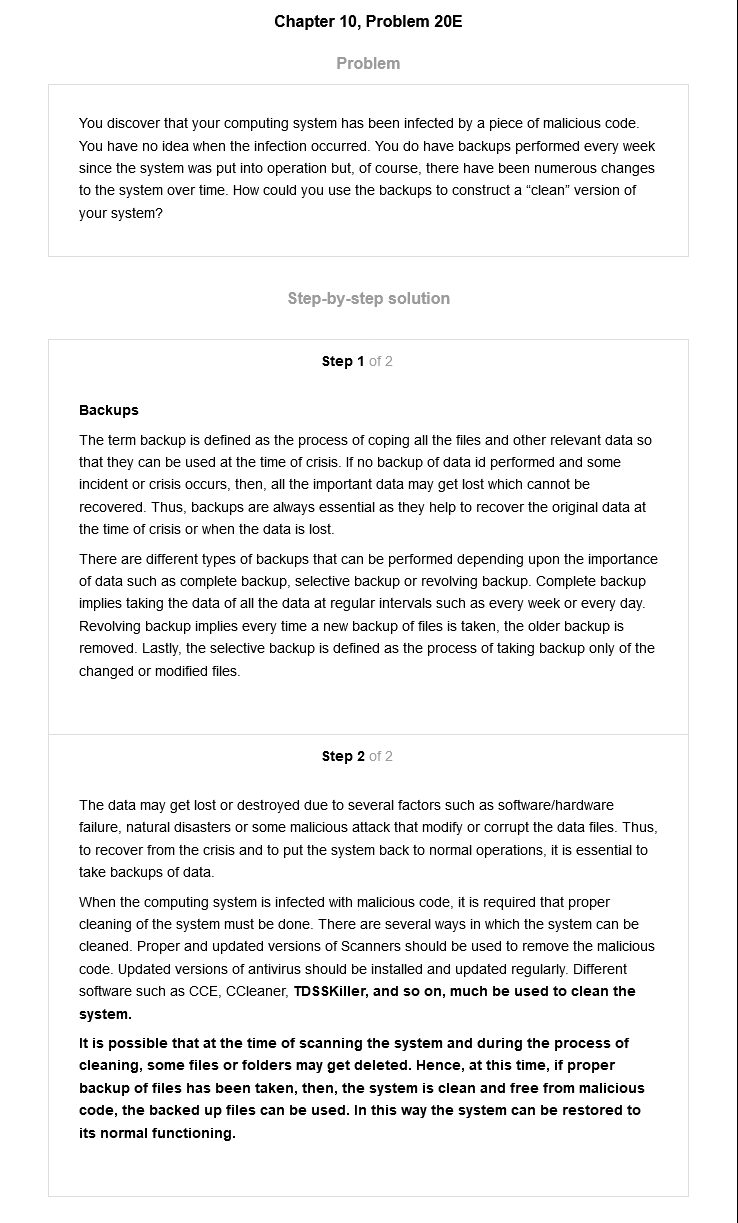 Chapter 10, Problem 20E
Problem
You discover that your computing system has been infected by a piece of malicious code.
You have no idea when the infection occurred. You do have backups performed every week
since the system was put into operation but, of course, there have been numerous changes
to the system over time. How could you use the backups to construct a “clean” version of
your system?
Step-by-step solution
Step 1 of 2
Backups
The term backup is defined as the process of coping all the files and other relevant data so
that they can be used at the time of crisis. If no backup of data id performed and some
incident or crisis occurs, then, all the important data may get lost which cannot be
recovered. Thus, backups are always essential as they help to recover the original data at
the time of crisis or when the data is lost.
There are different types of backups that can be performed depending upon the importance
of data such as complete backup, selective backup or revolving backup. Complete backup
implies taking the data of all the data at regular intervals such as every week or every day.
Revolving backup implies every time a new backup of files is taken, the older backup is
removed. Lastly, the selective backup is defined as the process of taking backup only of the
changed or modified files.
Step 2 of 2
The data may get lost or destroyed due to several factors such as software/hardware
failure, natural disasters or some malicious attack that modify or corrupt the data files. Thus,
to recover from the crisis and to put the system back to normal operations, it is essential to
take backups of data.
When the computing system is infected with malicious code, it is required that proper
cleaning of the system must be done. There are several ways in which the system can be
cleaned. Proper and updated versions of Scanners should be used to remove the malicious
code. Updated versions of antivirus should be installed and updated regularly. Different
software such as CCE, CCleaner, TDSSKiller, and so on, much be used to clean the
system.
It is possible that at the time of scanning the system and during the process of
cleaning, some files or folders may get deleted. Hence, at this time, if proper
backup of files has been taken, then, the system is clean and free from malicious
code, the backed up files can be used. In this way the system can be restored to
its normal functioning.